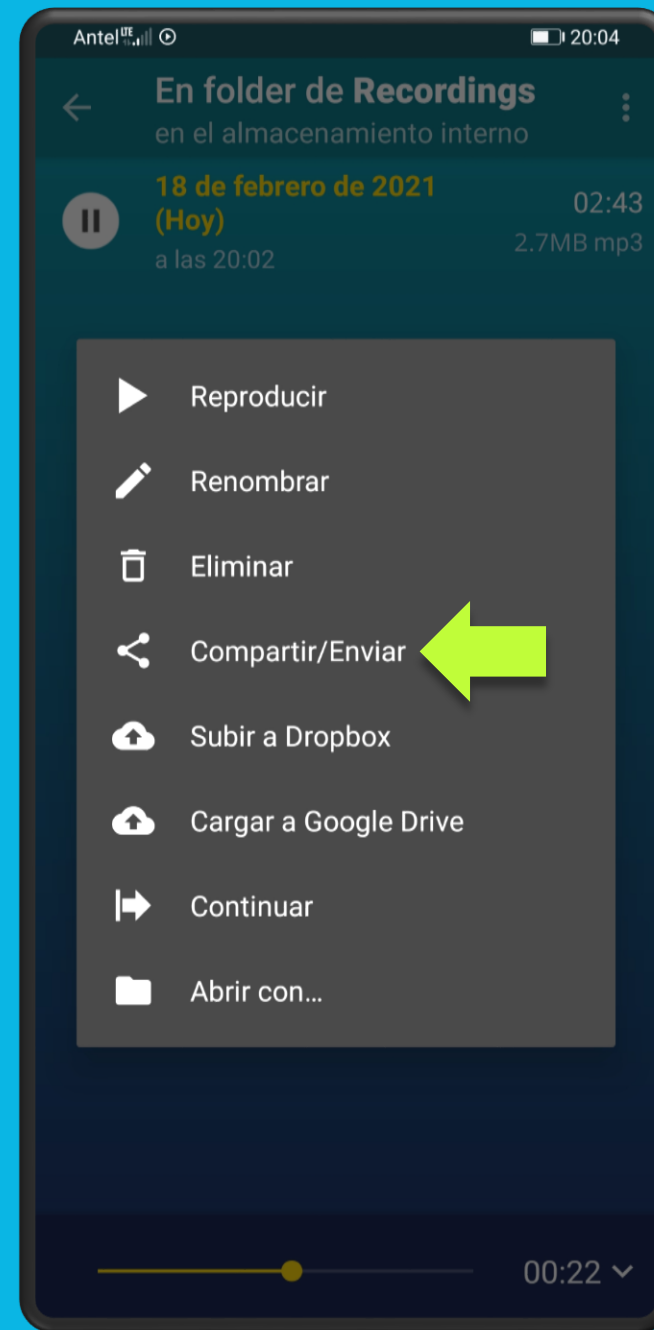 Antel LTE 20:04
En folder de Recordings
en el almacenamiento interno
18 de febrero de 2021
(Hoy)
02:43
a las 20:02
2.7MB mp3
Reproducir
Renombrar
Eliminar
Compartir/Enviar
Subir a Dropbox
Cargar a Google Drive
Continuar
Abrir con...
00:22